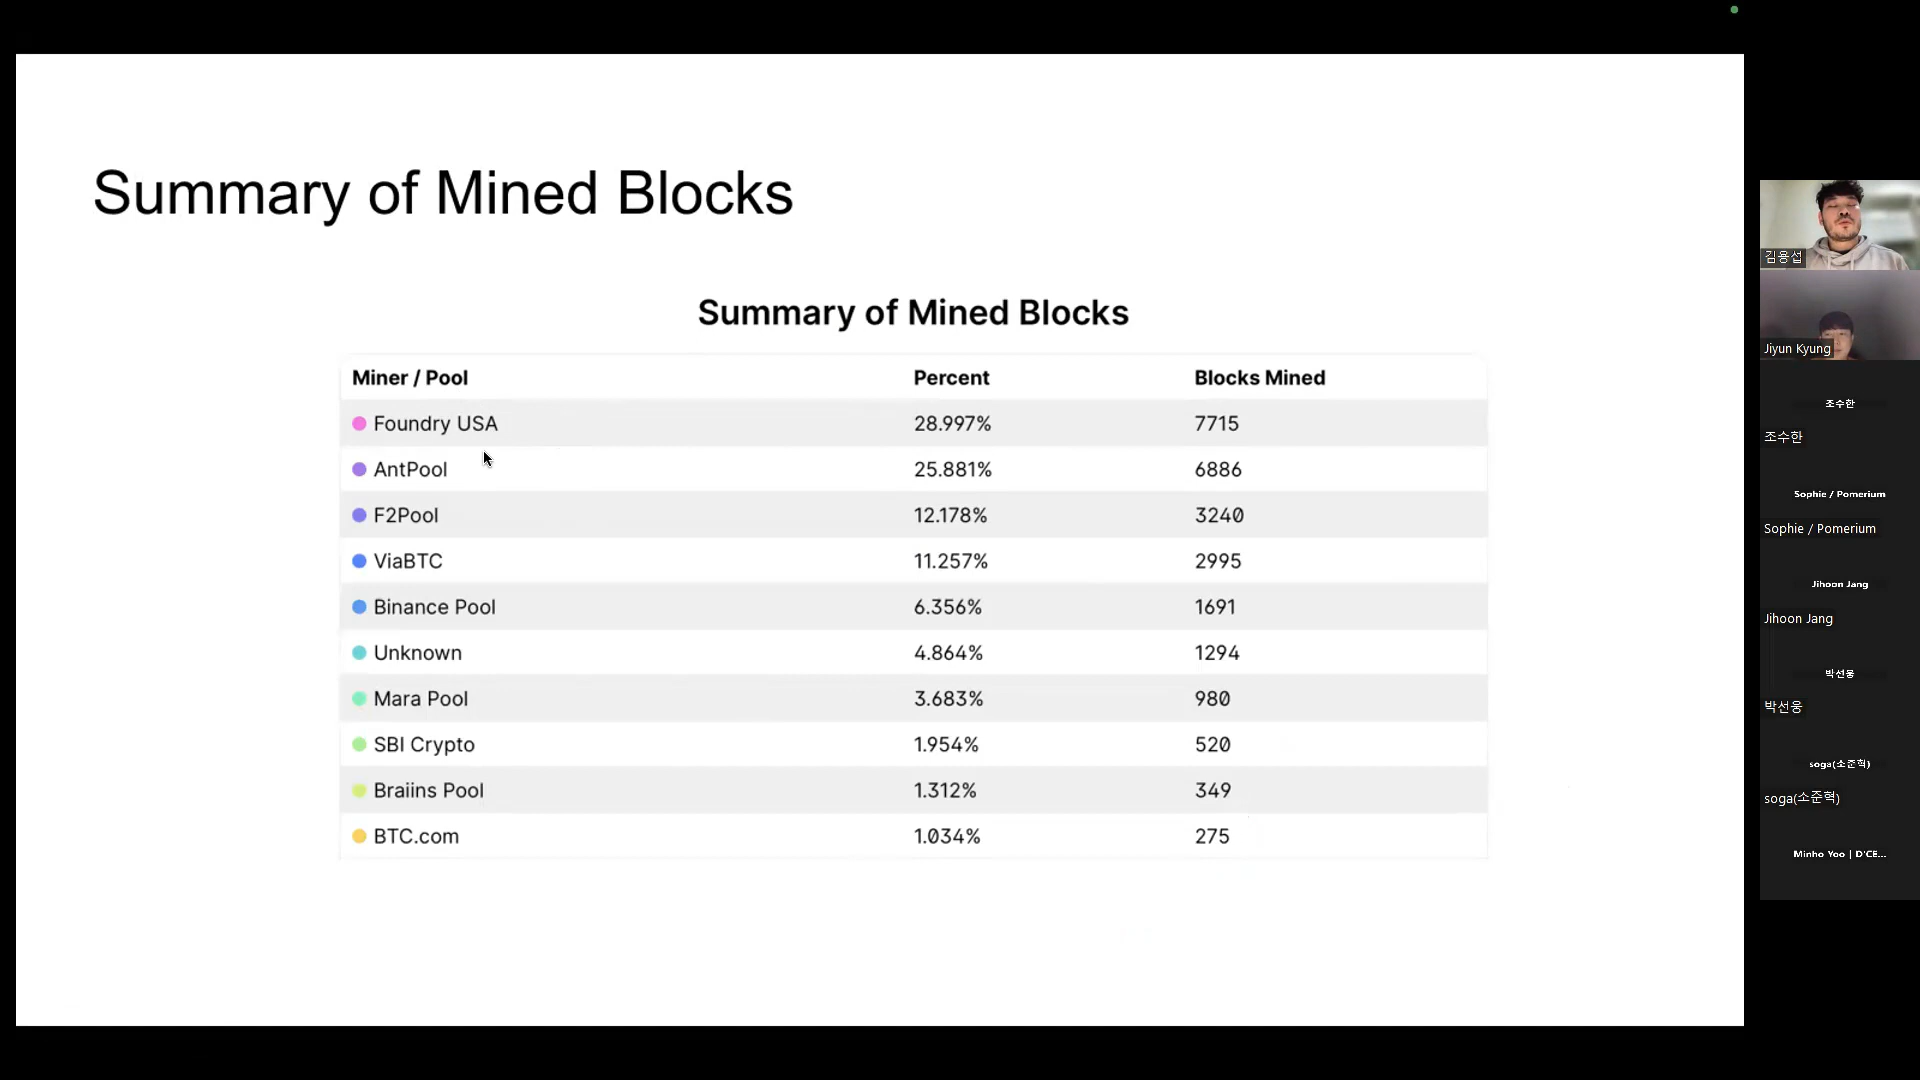 Summary of Mined Blocks
Summary of Mined Blocks
Miner / Pool Percent Blocks Mined
Foundry USA 28.997% 7715
AntPool 25.881% 6886
F2Pool 12.178% 3240
ViaBTC 11.257% 2995
Binance Pool 6.356% 1691
Unknown 4.864% 1294
Mara Pool 3.683% 980
SBI Crypto 1.954% 520
Braiins Pool 1.312% 349
BTC.com 1.034% 275
김용섭
Jiyun Kyung
조수한
조수한
Sophie / Pomerium
Sophie / Pomerium
Jihoon Jang
Jihoon Jang
박선웅
박선웅
soga(소준혁)
soga(소준혁)
Minho Yoo | D'CE...